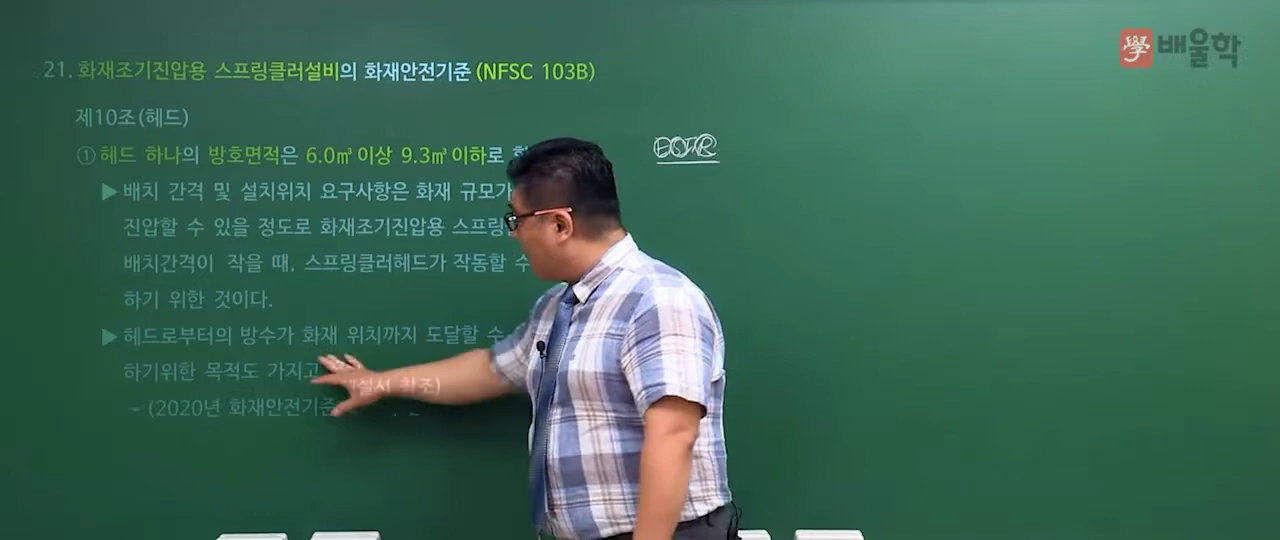 學 배울학
21. 화재조기진압용 스프링클러설비의 화재안전기준 (NFSC 103B)
제10조(헤드)
① 헤드 하나의 방호면적은 6.0㎡ 이상 9.3㎡ 이하로
▶ 배치 간격 및 설치위치 요구사항은 화재 규모가
진압할 수 있을 정도로 화재조기진압용
배치간격이 작을 때, 스프링클러헤드가 작동할
하기 위한 것이다.
▶ 헤드로부터의 방수가 화재 위치까지 도달할 수
하기위한 목적도 가지고
참조)
- (2020년 화재안전기준